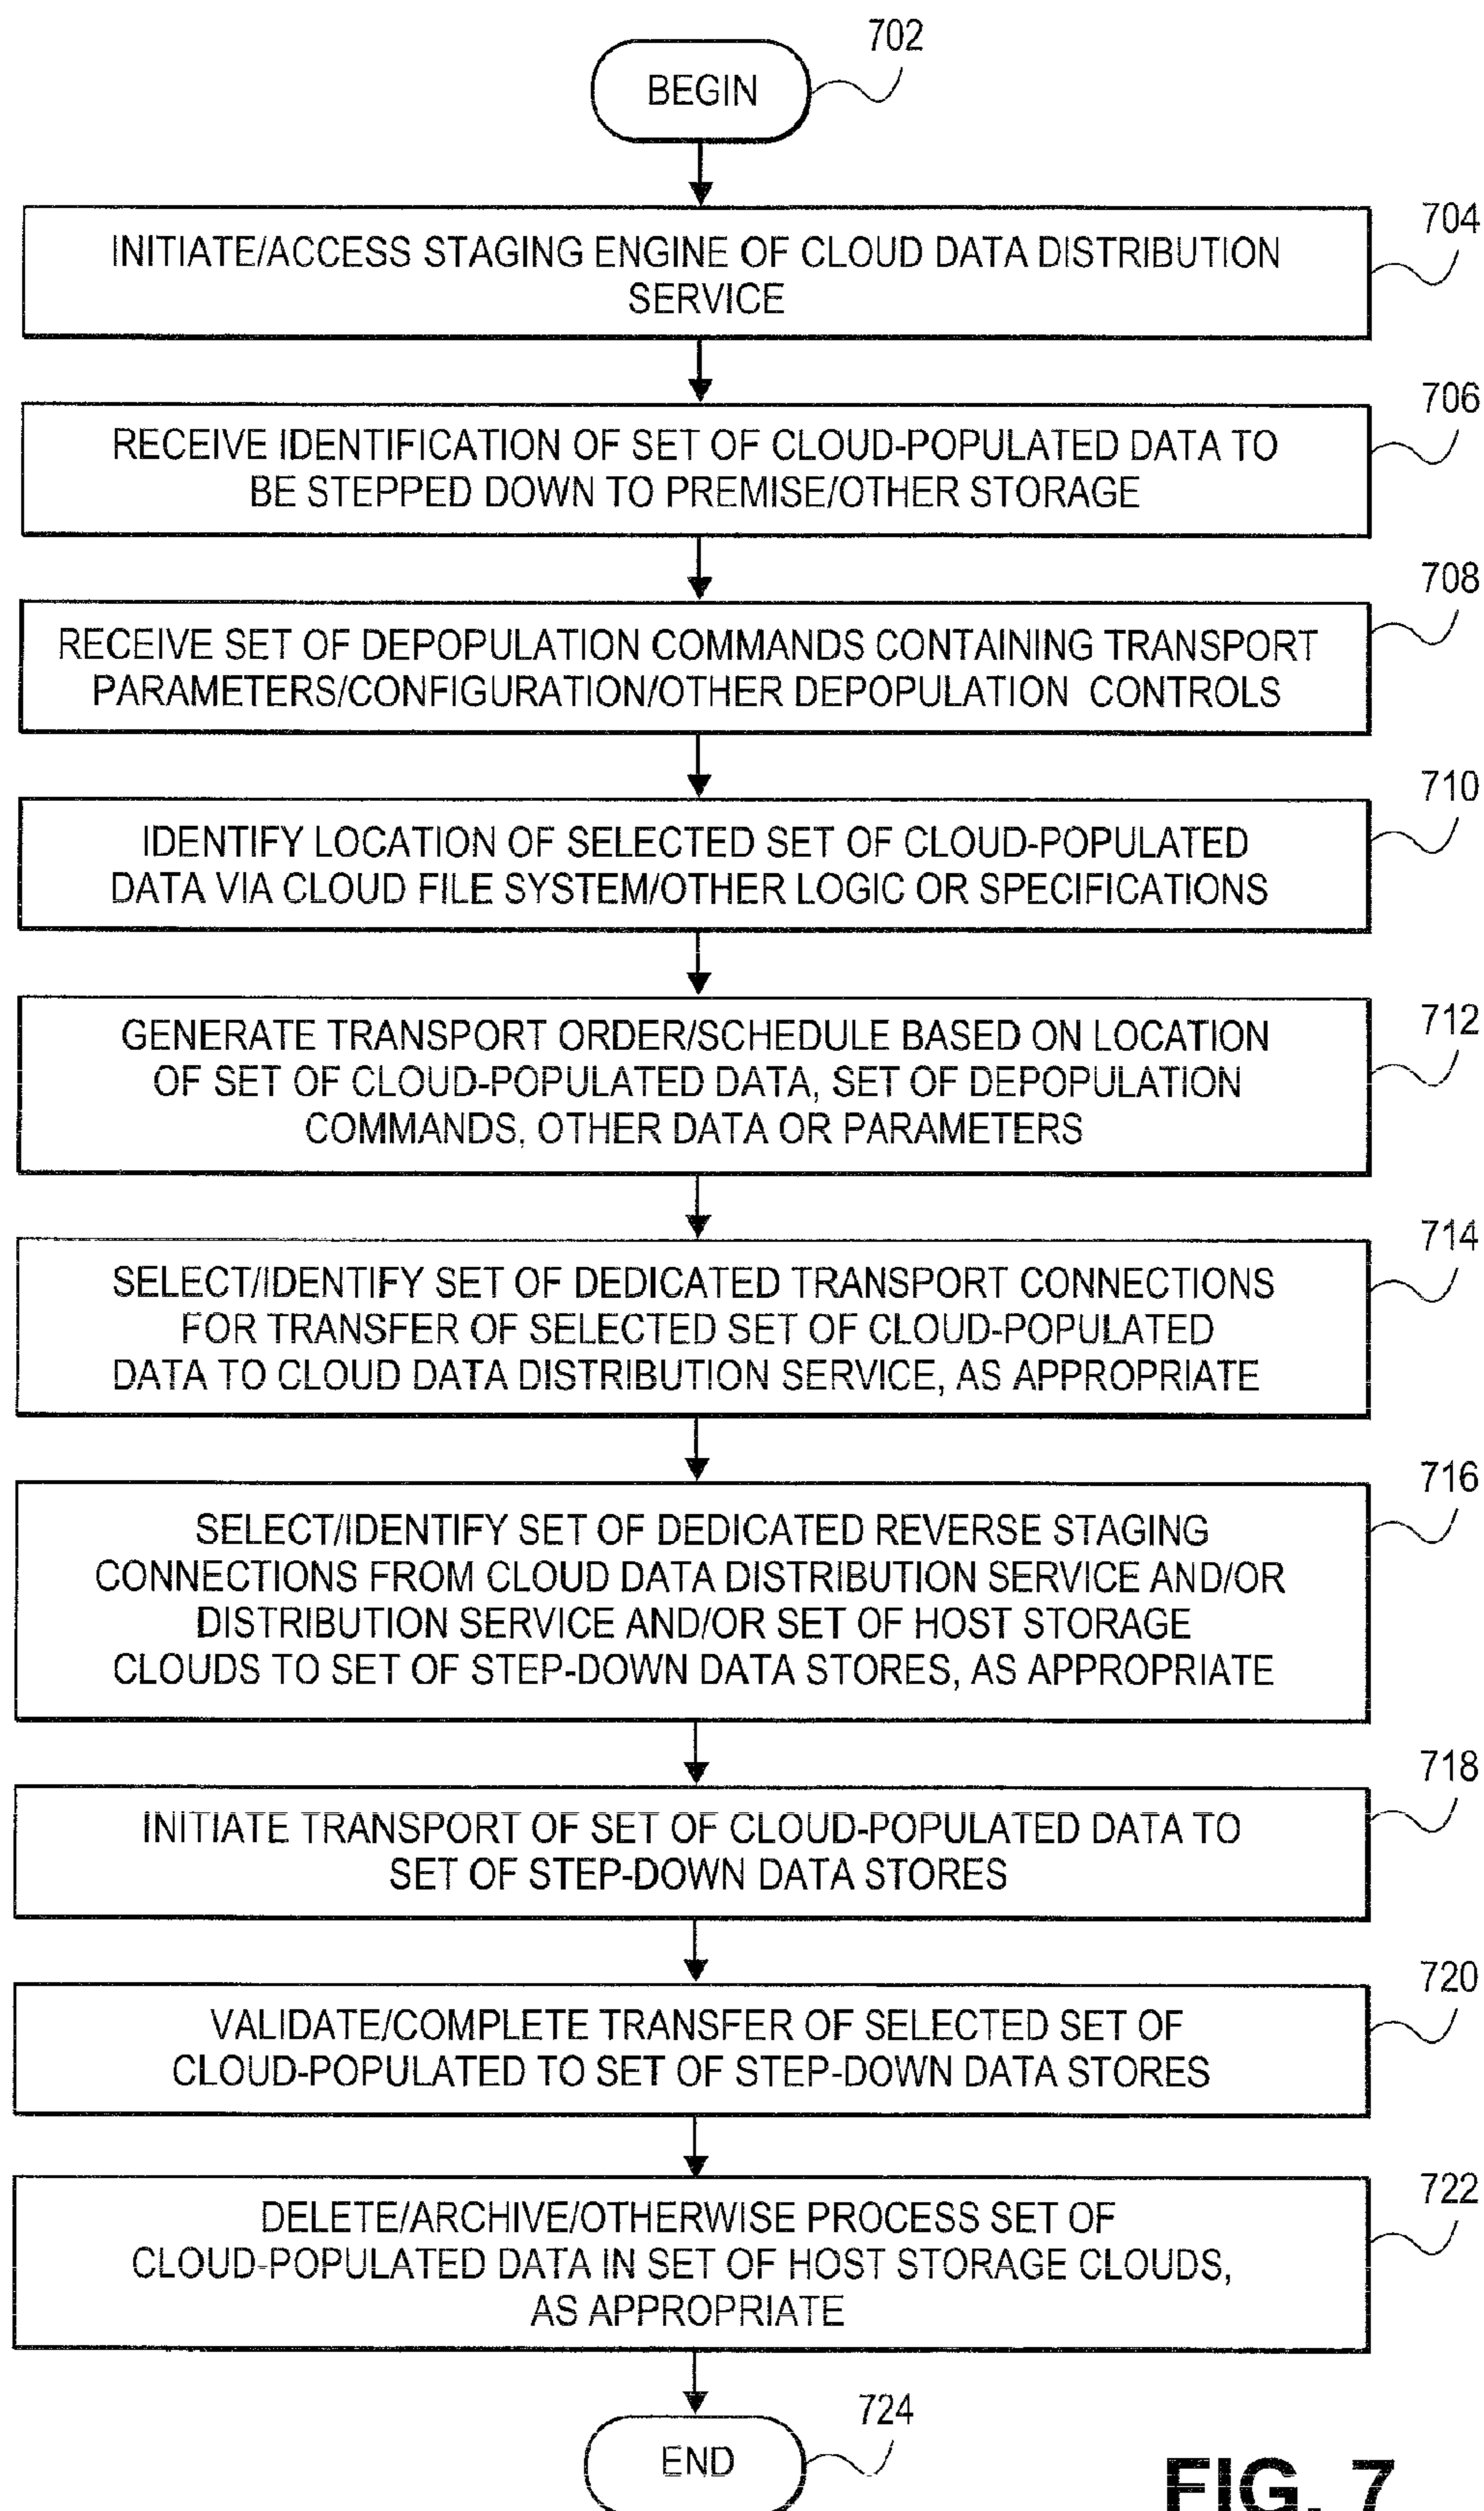 702
BEGIN
704
INITIATE/ACCESS STAGING ENGINE OF CLOUD DATA DISTRIBUTION
SERVICE
706
RECEIVE IDENTIFICATION OF SET OF CLOUD-POPULATED DATA TO
BE STEPPED DOWN TO PREMISE/OTHER STORAGE
708
RECEIVE SET OF DEPOPULATION COMMANDS CONTAINING TRANSPORT
PARAMETERS/CONFIGURATION/OTHER DEPOPULATION CONTROLS
710
IDENTIFY LOCATION OF SELECTED SET OF CLOUD-POPULATED
DATA VIA CLOUD FILE SYSTEM/OTHER LOGIC OR SPECIFICATIONS
712
GENERATE TRANSPORT ORDER/SCHEDULE BASED ON LOCATION
OF SET OF CLOUD-POPULATED DATA, SET OF DEPOPULATION
COMMANDS, OTHER DATA OR PARAMETERS
714
SELECT/IDENTIFY SET OF DEDICATED TRANSPORT CONNECTIONS
FOR TRANSFER OF SELECTED SET OF CLOUD-POPULATED
DATA TO CLOUD DATA DISTRIBUTION SERVICE, AS APPROPRIATE
716
SELECT/IDENTIFY SET OF DEDICATED REVERSE STAGING
CONNECTIONS FROM CLOUD DATA DISTRIBUTION SERVICE AND/OR
DISTRIBUTION SERVICE AND/OR SET OF HOST STORAGE
CLOUDS TO SET OF STEP-DOWN DATA STORES, AS APPROPRIATE
718
INITIATE TRANSPORT OF SET OF CLOUD-POPULATED DATA TO
SET OF STEP-DOWN DATA STORES
720
VALIDATE/COMPLETE TRANSFER OF SELECTED SET OF
CLOUD-POPULATED TO SET OF STEP-DOWN DATA STORES
722
DELETE/ARCHIVE/OTHERWISE PROCESS SET OF
CLOUD-POPULATED DATA IN SET OF HOST STORAGE CLOUDS,
AS APPROPRIATE
724
END
FIG. 7